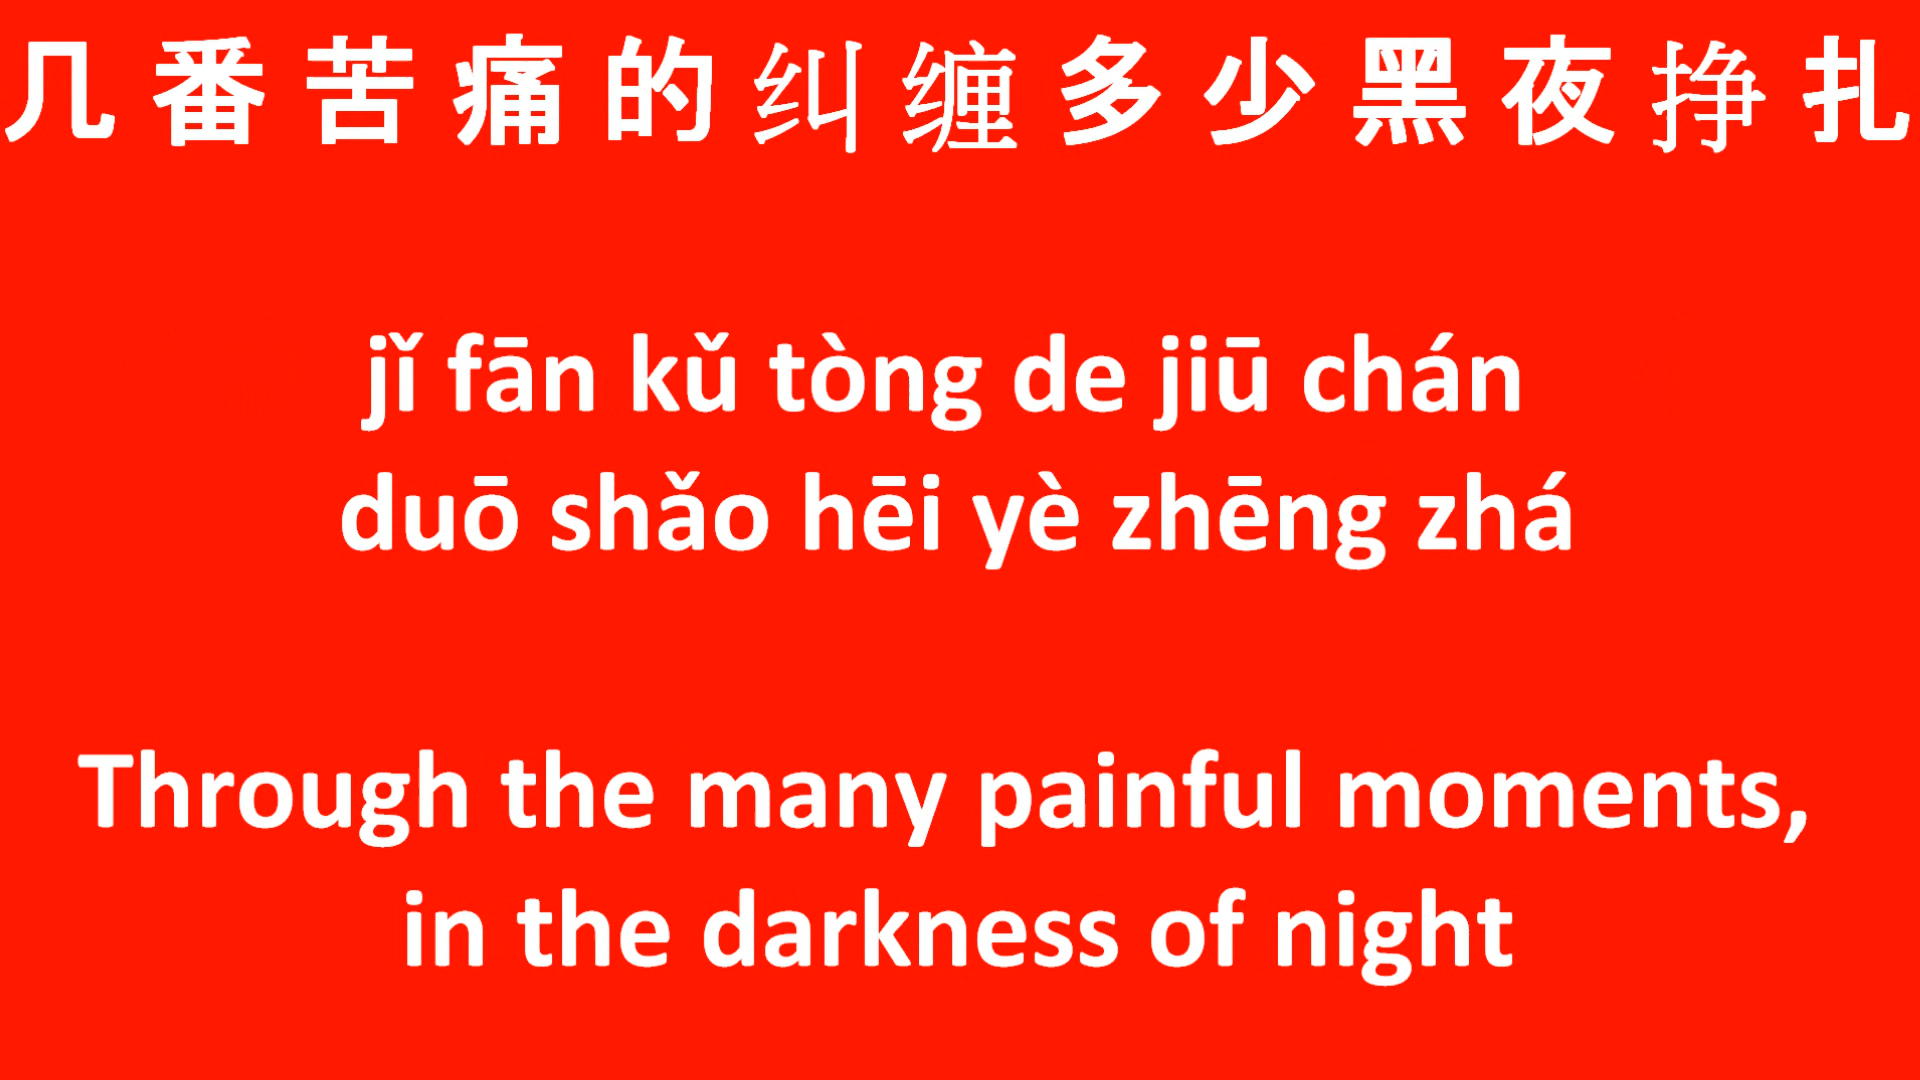 几番苦痛的纠缠多少黑夜挣扎
jǐ fān kǔ tòng de jiū chán
duō shǎo hēi yè zhēng zhá
Through the many painful moments,
in the darkness of night